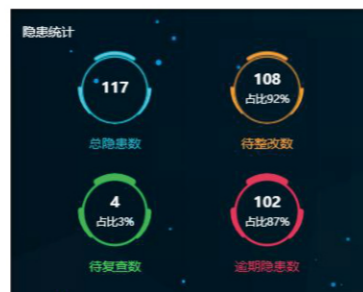 隐患统计
117
108
占比92%
总隐患数
待整改数
4
占比3%
102
占比87%
待复查数
逾期隐患数